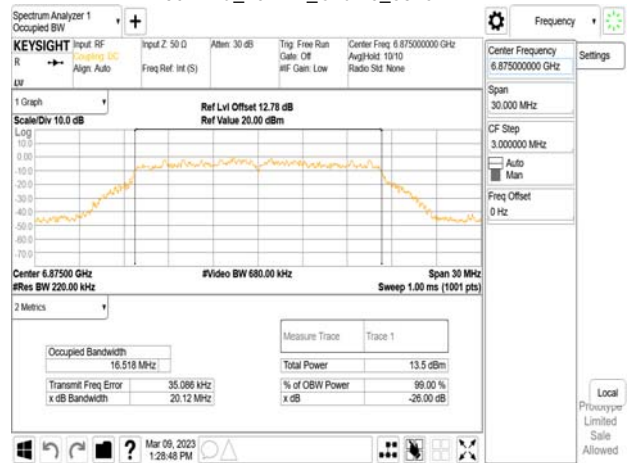 Spectrum Analyzer 1
Occupied BW
Frequency
KEYSIGHT
Input: RF
Coupling: DC
Align: Auto
Input Z: 50 Ω
Freq Ref: Int (S)
Atten: 30 dB
Trig: Free Run
Gate: Off
#IF Gain: Low
Center Freq: 6.875000000 GHz
Avg|Hold: 10/10
Radio Std: None
R
Center Frequency
6.875000000 GHz
Settings
Span
30.000 MHz
CF Step
3.000000 MHz
Auto
Man
Freq Offset
0 Hz
1 Graph
Scale/Div 10.0 dB
Ref Lvl Offset 12.78 dB
Ref Value 20.00 dBm
Log
10.0
0.00
-10.0
-20.0
-30.0
-40.0
-50.0
-60.0
-70.0
Center 6.87500 GHz
#Video BW 680.00 kHz
Span 30 MHz
#Res BW 220.00 kHz
Sweep 1.00 ms (1001 pts)
2 Metrics
Measure Trace
Trace 1
Occupied Bandwidth
16.518 MHz
Total Power
13.5 dBm
Transmit Freq Error
35.086 kHz
% of OBW Power
99.00 %
x dB Bandwidth
20.12 MHz
x dB
-26.00 dB
Local
Prototype
Limited
Sale
Allowed
Mar 09, 2023
1:28:48 PM